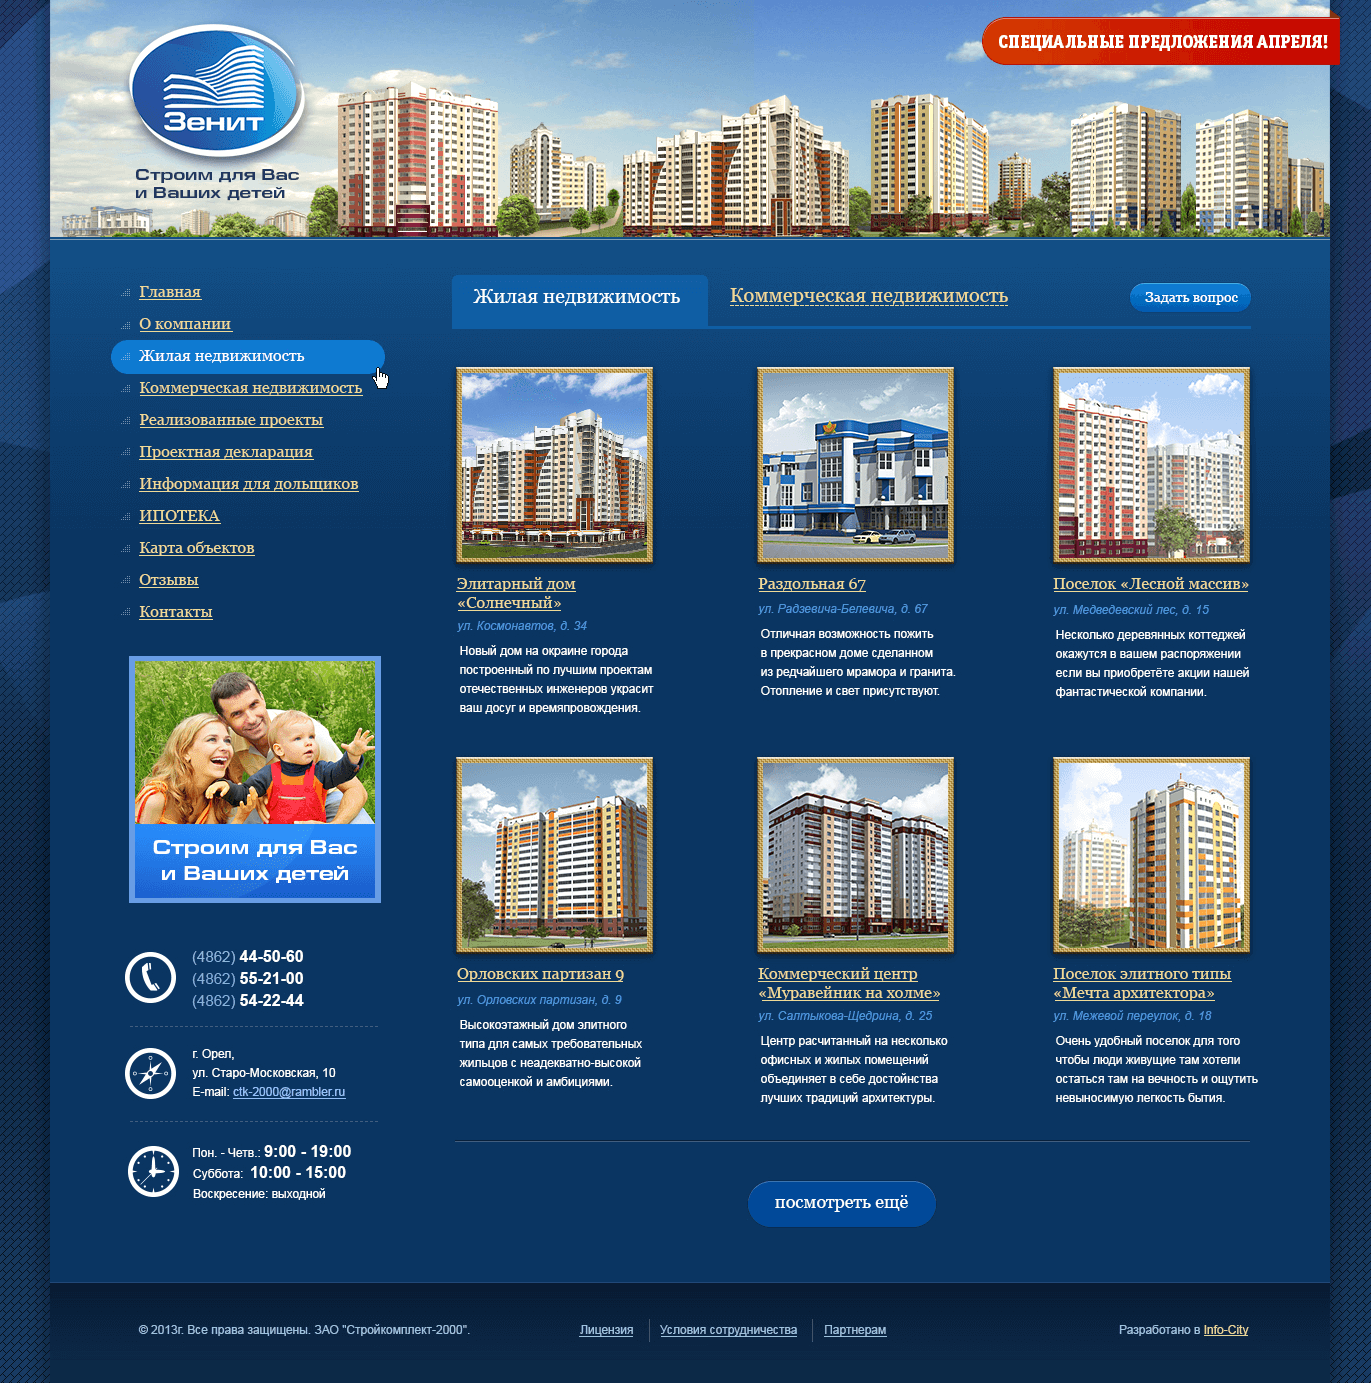 СПЕЦИАЛЬНЫЕ ПРЕДЛОЖЕНИЯ АПРЕЛЯ!
Зенит
Строим для Вас
и Ваших детей
Главная
О компании
Жилая недвижимость
Коммерческая недвижимость
Реализованные проекты
Проектная декларация
Информация для дольщиков
ИПОТЕКА
Карта объектов
Отзывы
Контакты
Строим для Вас
и Ваших детей
(4862) 44-50-60
(4862) 55-21-00
(4862) 54-22-44
г. Орел,
ул. Старо-Московская, 10
E-mail: ctk-2000@rambler.ru
Пон. - Четв.: 9:00 - 19:00
Суббота: 10:00 - 15:00
Воскресение: выходной
Жилая недвижимость
Коммерческая недвижимость
Задать вопрос
Элитарный дом
«Солнечный»
ул. Космонавтов, д. 34
Новый дом на окраине города
построенный по лучшим проектам
отечественных инженеров украсит
ваш досуг и времяпровождения.
Раздольная 67
ул. Радзевича-Белевича, д. 67
Отличная возможность пожить
в прекрасном доме сделанном
из редчайшего мрамора и гранита.
Отопление и свет присутствуют.
Поселок «Лесной массив»
ул. Медведевский лес, д. 15
Несколько деревянных коттеджей
окажутся в вашем распоряжении
если вы приобретёте акции нашей
фантастической компании.
Орловских партизан 9
ул. Орловских партизан, д. 9
Высокоэтажный дом элитного
типа для самых требовательных
жильцов с неадекватно-высокой
самооценкой и амбициями.
Коммерческий центр
«Муравейник на холме»
ул. Салтыкова-Щедрина, д. 25
Центр расчитанный на несколько
офисных и жилых помещений
объединяет в себе достойнства
лучших традиций архитектуры.
Поселок элитного типы
«Мечта архитектора»
ул. Межевой переулок, д. 18
Очень удобный поселок для того
чтобы люди живущие там хотели
остаться там на вечность и ощутить
невыносимую легкость бытия.
посмотреть ещё
© 2013г. Все права защищены. ЗАО "Стройкомплект-2000".
Лицензия
Условия сотрудничества
Партнерам
Разработано в Info-City